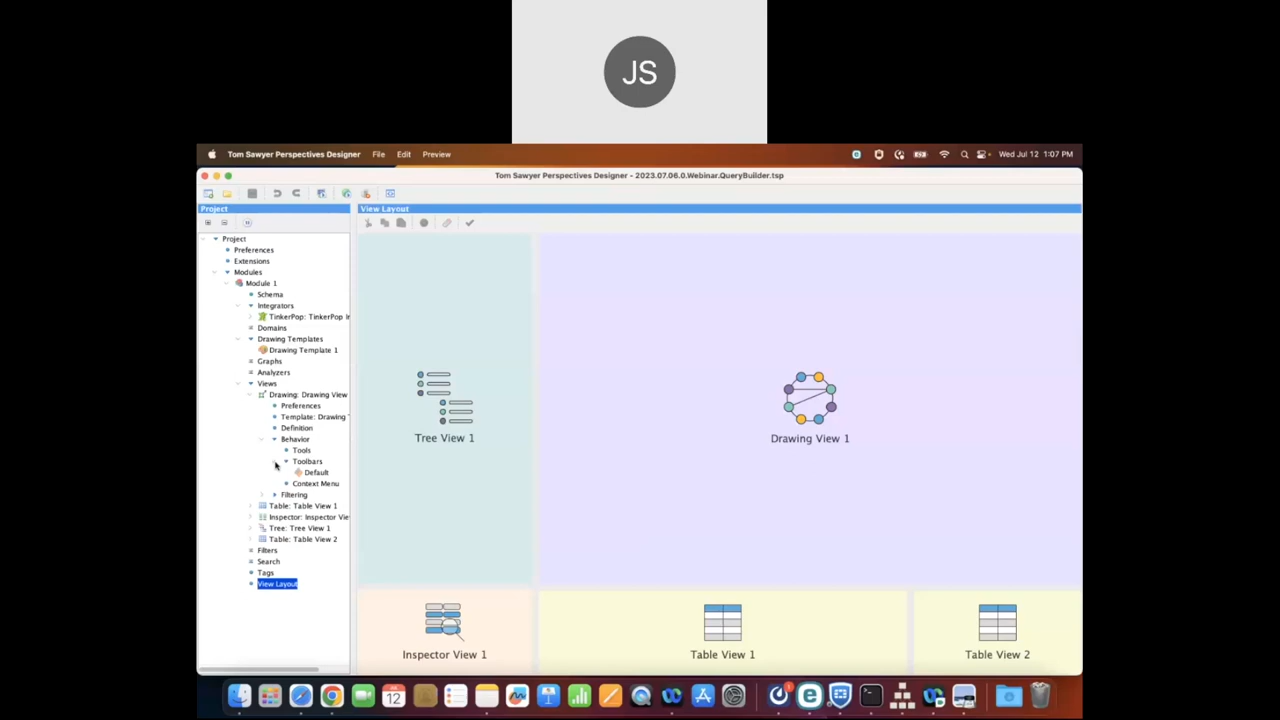 JS
Tom Sawyer Perspectives Designer File Edit Preview Wed Jul 12 1:07 PM
Tom Sawyer Perspectives Designer - 2023.07.06.0.Webinar.QueryBuilder.tsp
Project
View Layout
Project
Preferences
Extensions
Modules
Module 1
Schema
Integrators
TinkerPop: TinkerPop Ir
Domains
Drawing Templates
Drawing Template 1
Graphs
Analyzers
Views
Drawing: Drawing View
Preferences
Template: Drawing
Definition
Behavior
Tools
Toolbars
Default
Context Menu
Filtering
Table: Table View 1
Inspector: Inspector Vie
Tree: Tree View 1
Table: Table View 2
Filters
Search
Tags
View Layout
Tree View 1
Drawing View 1
Inspector View 1
Table View 1
Table View 2
12